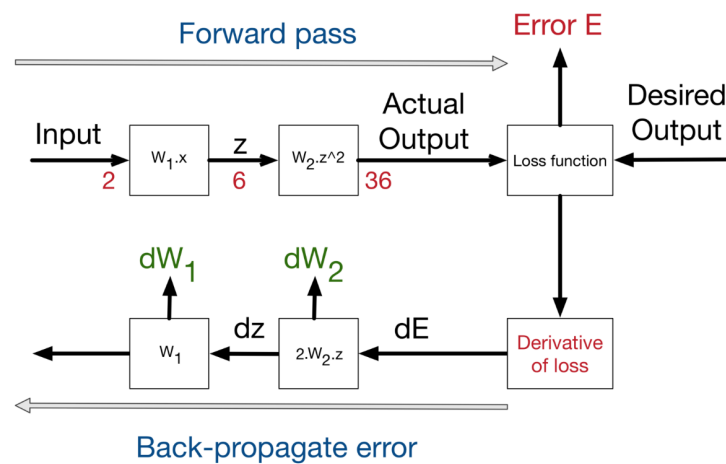 Forward pass
Error E
Input
z
Actual
Output
Desired
Output
W₁.x
W₂.z^2
Loss function
2
6
36
dW₁
dW₂
dz
dE
W₁
2.W₂.z
Derivative
of loss
Back-propagate error